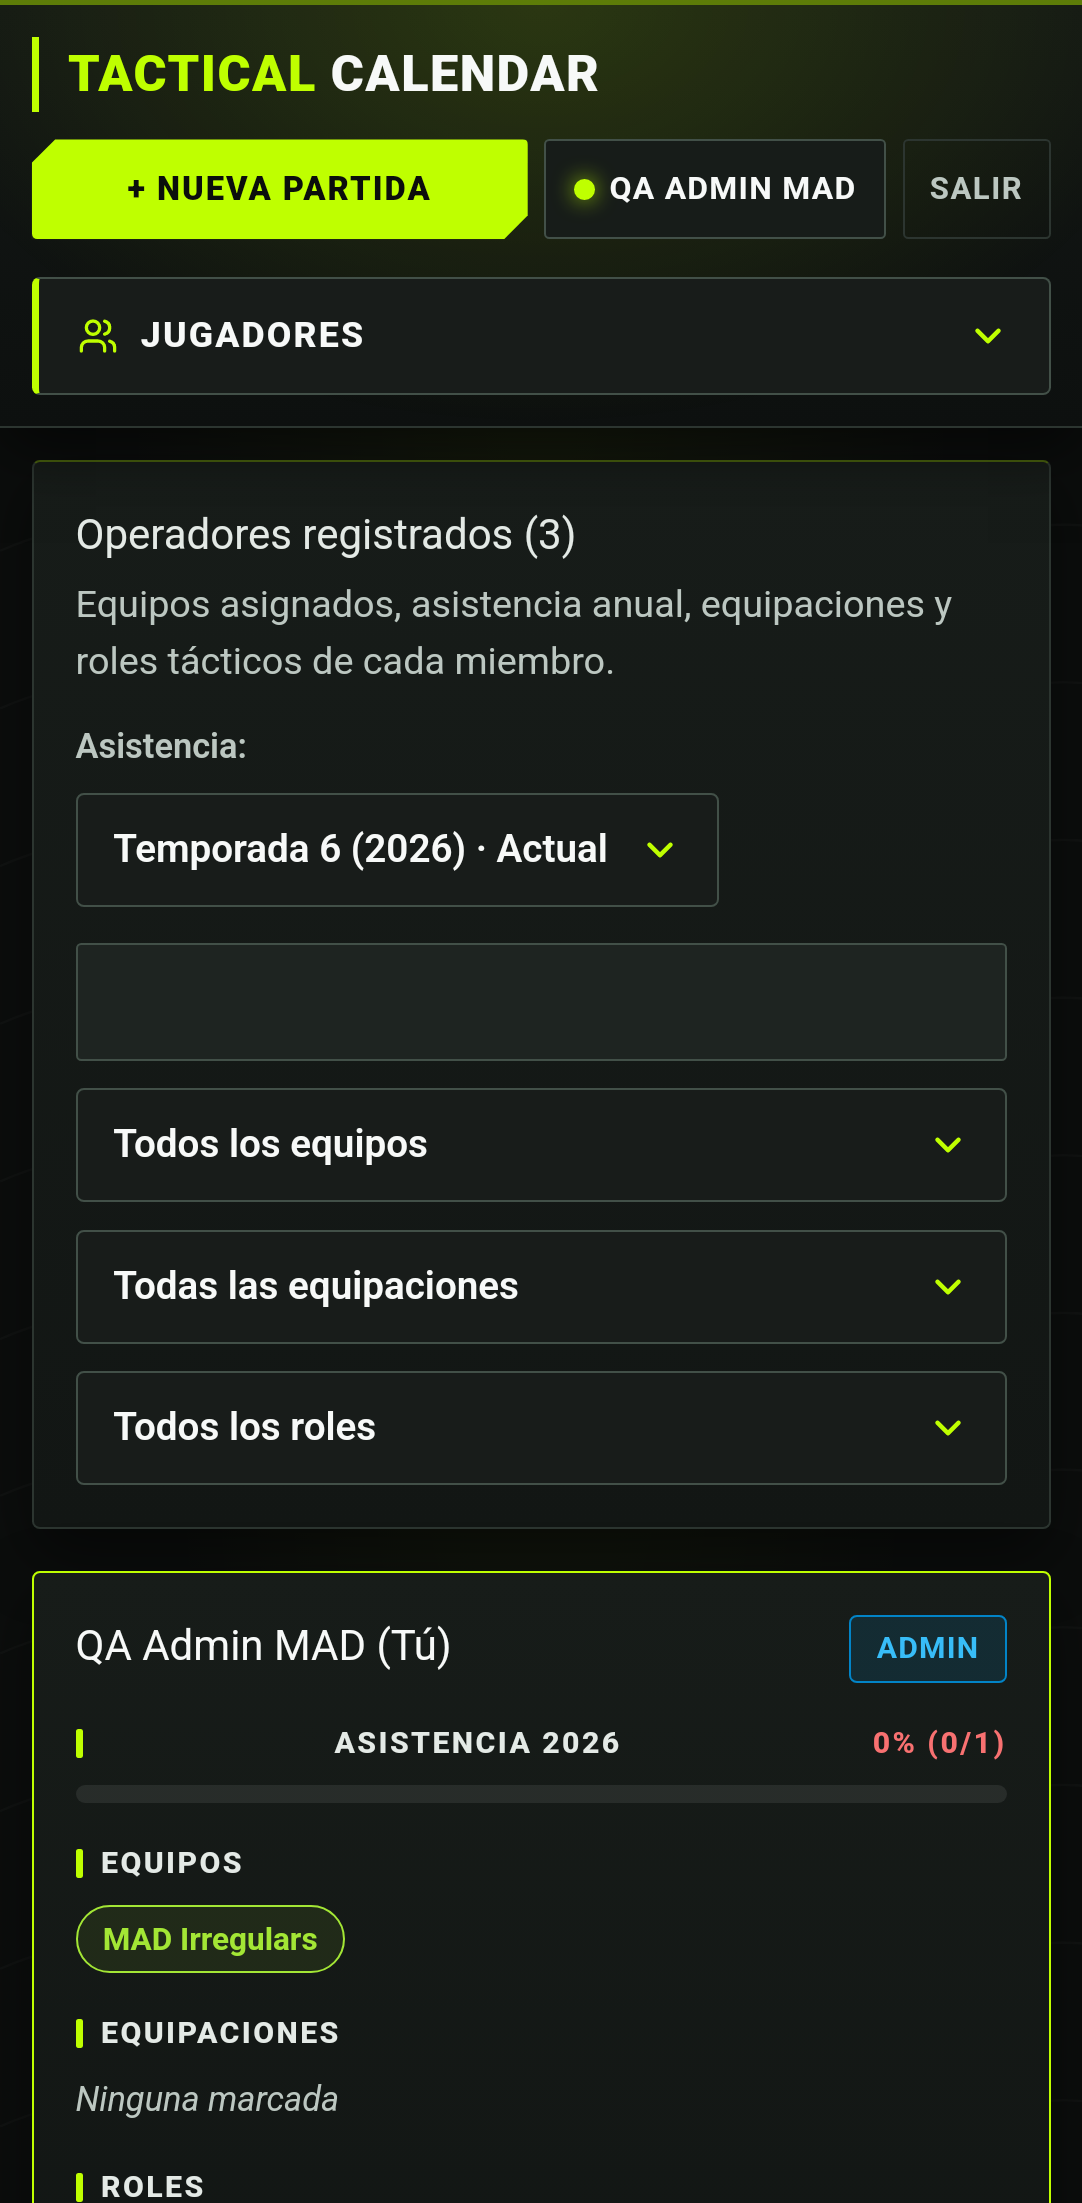 TACTICAL CALENDAR
+ NUEVA PARTIDA
QA ADMIN MAD
SALIR
JUGADORES
Operadores registrados (3)
Equipos asignados, asistencia anual, equipaciones y
roles tácticos de cada miembro.
Asistencia:
Temporada 6 (2026) · Actual
Todos los equipos
Todas las equipaciones
Todos los roles
QA Admin MAD (Tú)
ADMIN
ASISTENCIA 2026
0% (0/1)
EQUIPOS
MAD Irregulars
EQUIPACIONES
Ninguna marcada
ROLES